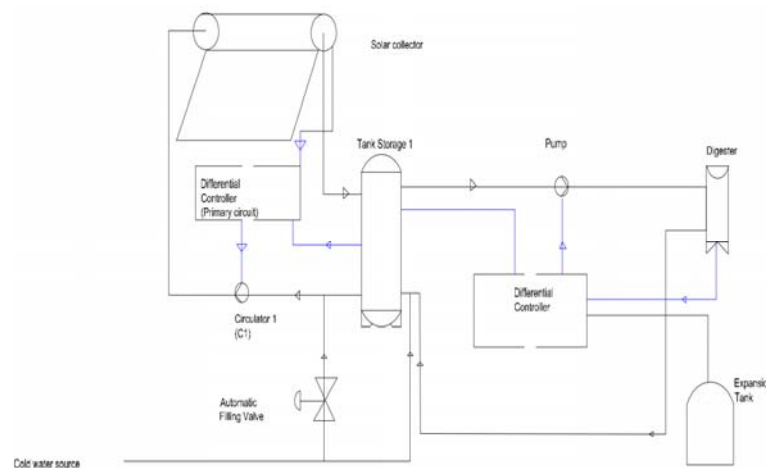 Solar collector
Tank Storage 1
Pump
Digester
Differential
Controller
(Primary circuit)
Differential
Controller
Circulator 1
(C1)
Automatic
Filling Valve
Expansio
Tank
Cold water source